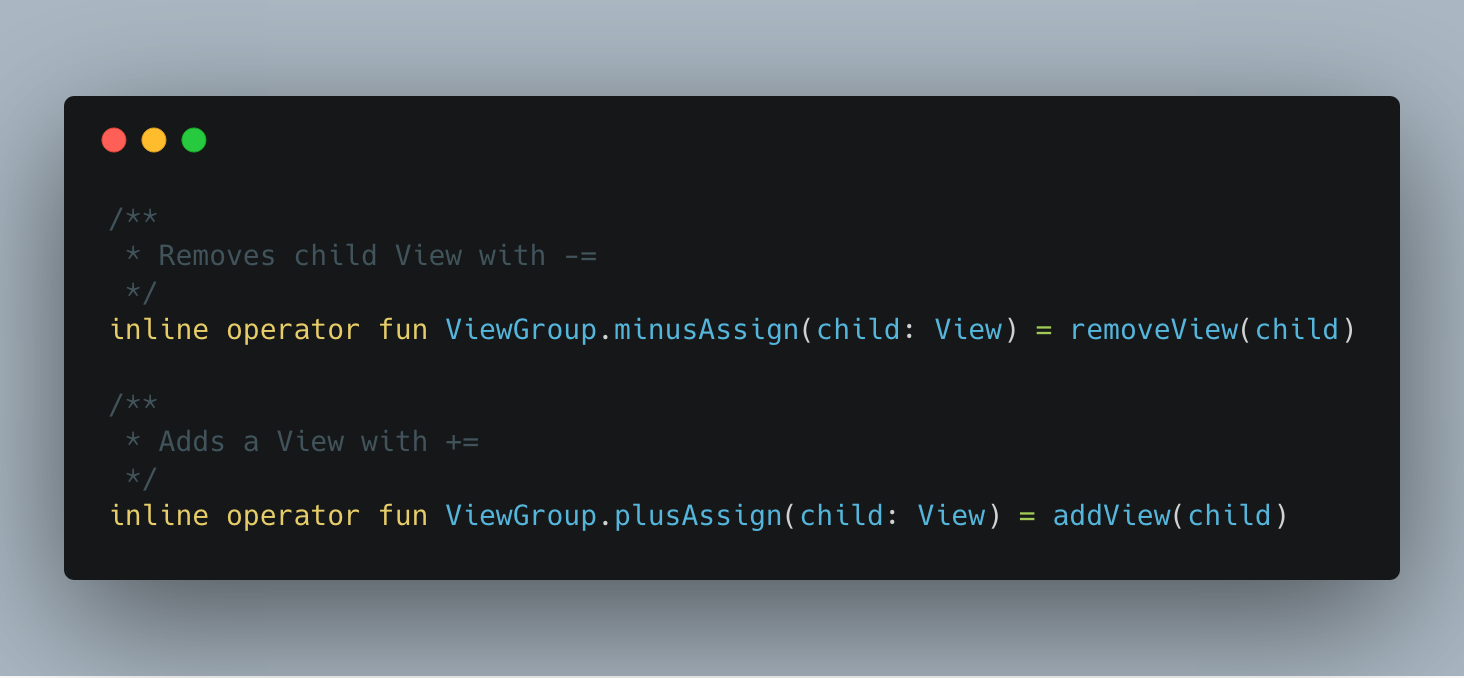 /**
 * Removes child View with -=
 */
inline operator fun ViewGroup.minusAssign(child: View) = removeView(child)
/**
 * Adds a View with +=
 */
inline operator fun ViewGroup.plusAssign(child: View) = addView(child)